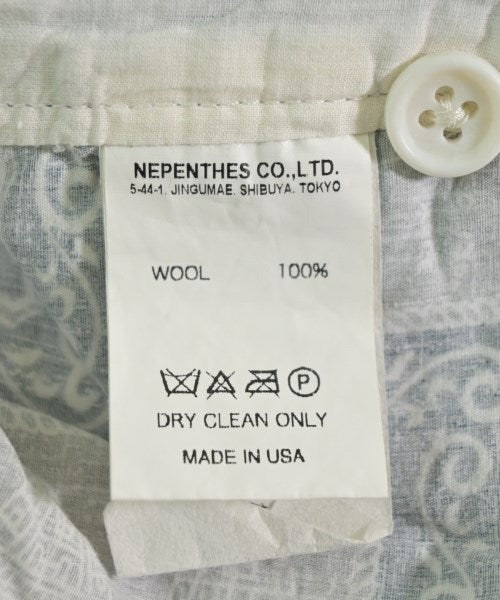 NEPENTHES CO.,LTD.
5-44-1. JINGUMAE. SHIBUYA. TOKYO
WOOL 100%
P
DRY CLEAN ONLY
MADE IN USA